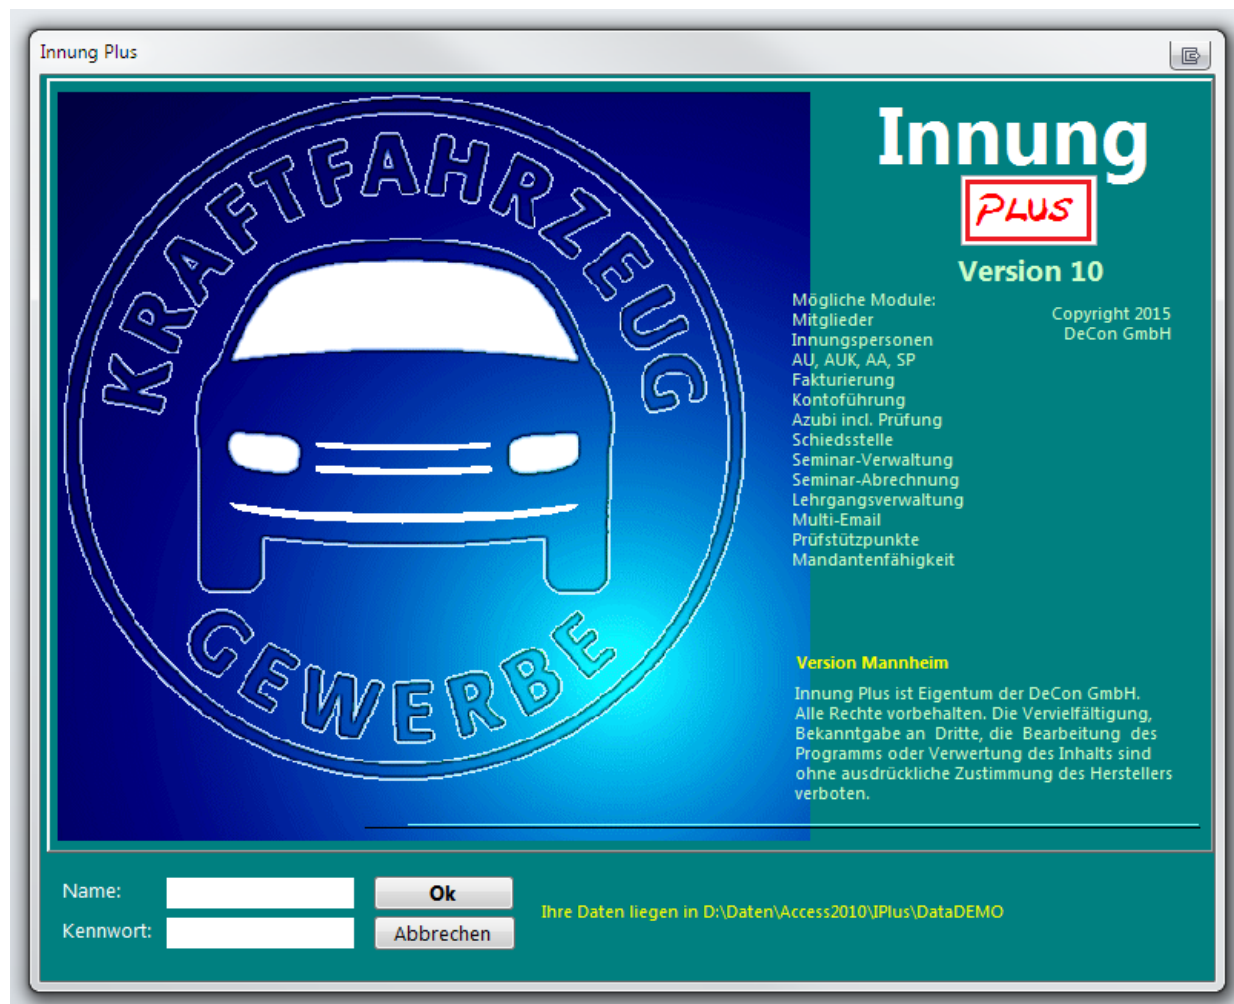 Innung Plus
KRAFTFAHRZEUG
GEWERBE
Innung
PLUS
Version 10
Mögliche Module:
Mitglieder
Innungspersonen
AU, AUK, AA, SP
Fakturierung
Kontoführung
Azubi incl. Prüfung
Schiedsstelle
Seminar-Verwaltung
Seminar-Abrechnung
Lehrgangsverwaltung
Multi-Email
Prüfstützpunkte
Mandantenfähigkeit
Copyright 2015
DeCon GmbH
Version Mannheim
Innung Plus ist Eigentum der DeCon GmbH.
Alle Rechte vorbehalten. Die Vervielfältigung,
Bekanntgabe an Dritte, die Bearbeitung des
Programms oder Verwertung des Inhalts sind
ohne ausdrückliche Zustimmung des Herstellers
verboten.
Name:
Ok
Kennwort:
Abbrechen
Ihre Daten liegen in D:\Daten\Access2010\IPlus\DataDEMO